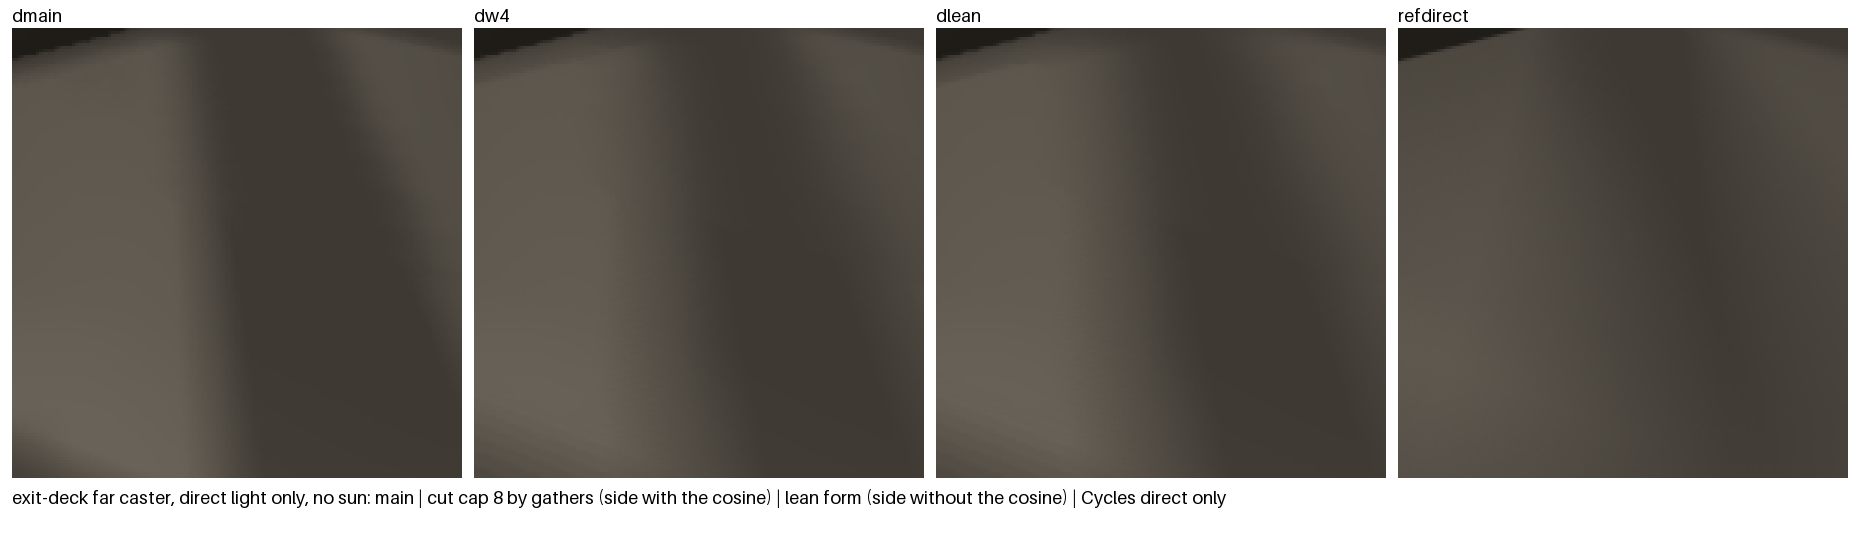 dmain
dw4
dlean
refdirect
exit-deck far caster, direct light only, no sun: main | cut cap 8 by gathers (side with the cosine) | lean form (side without the cosine) | Cycles direct only